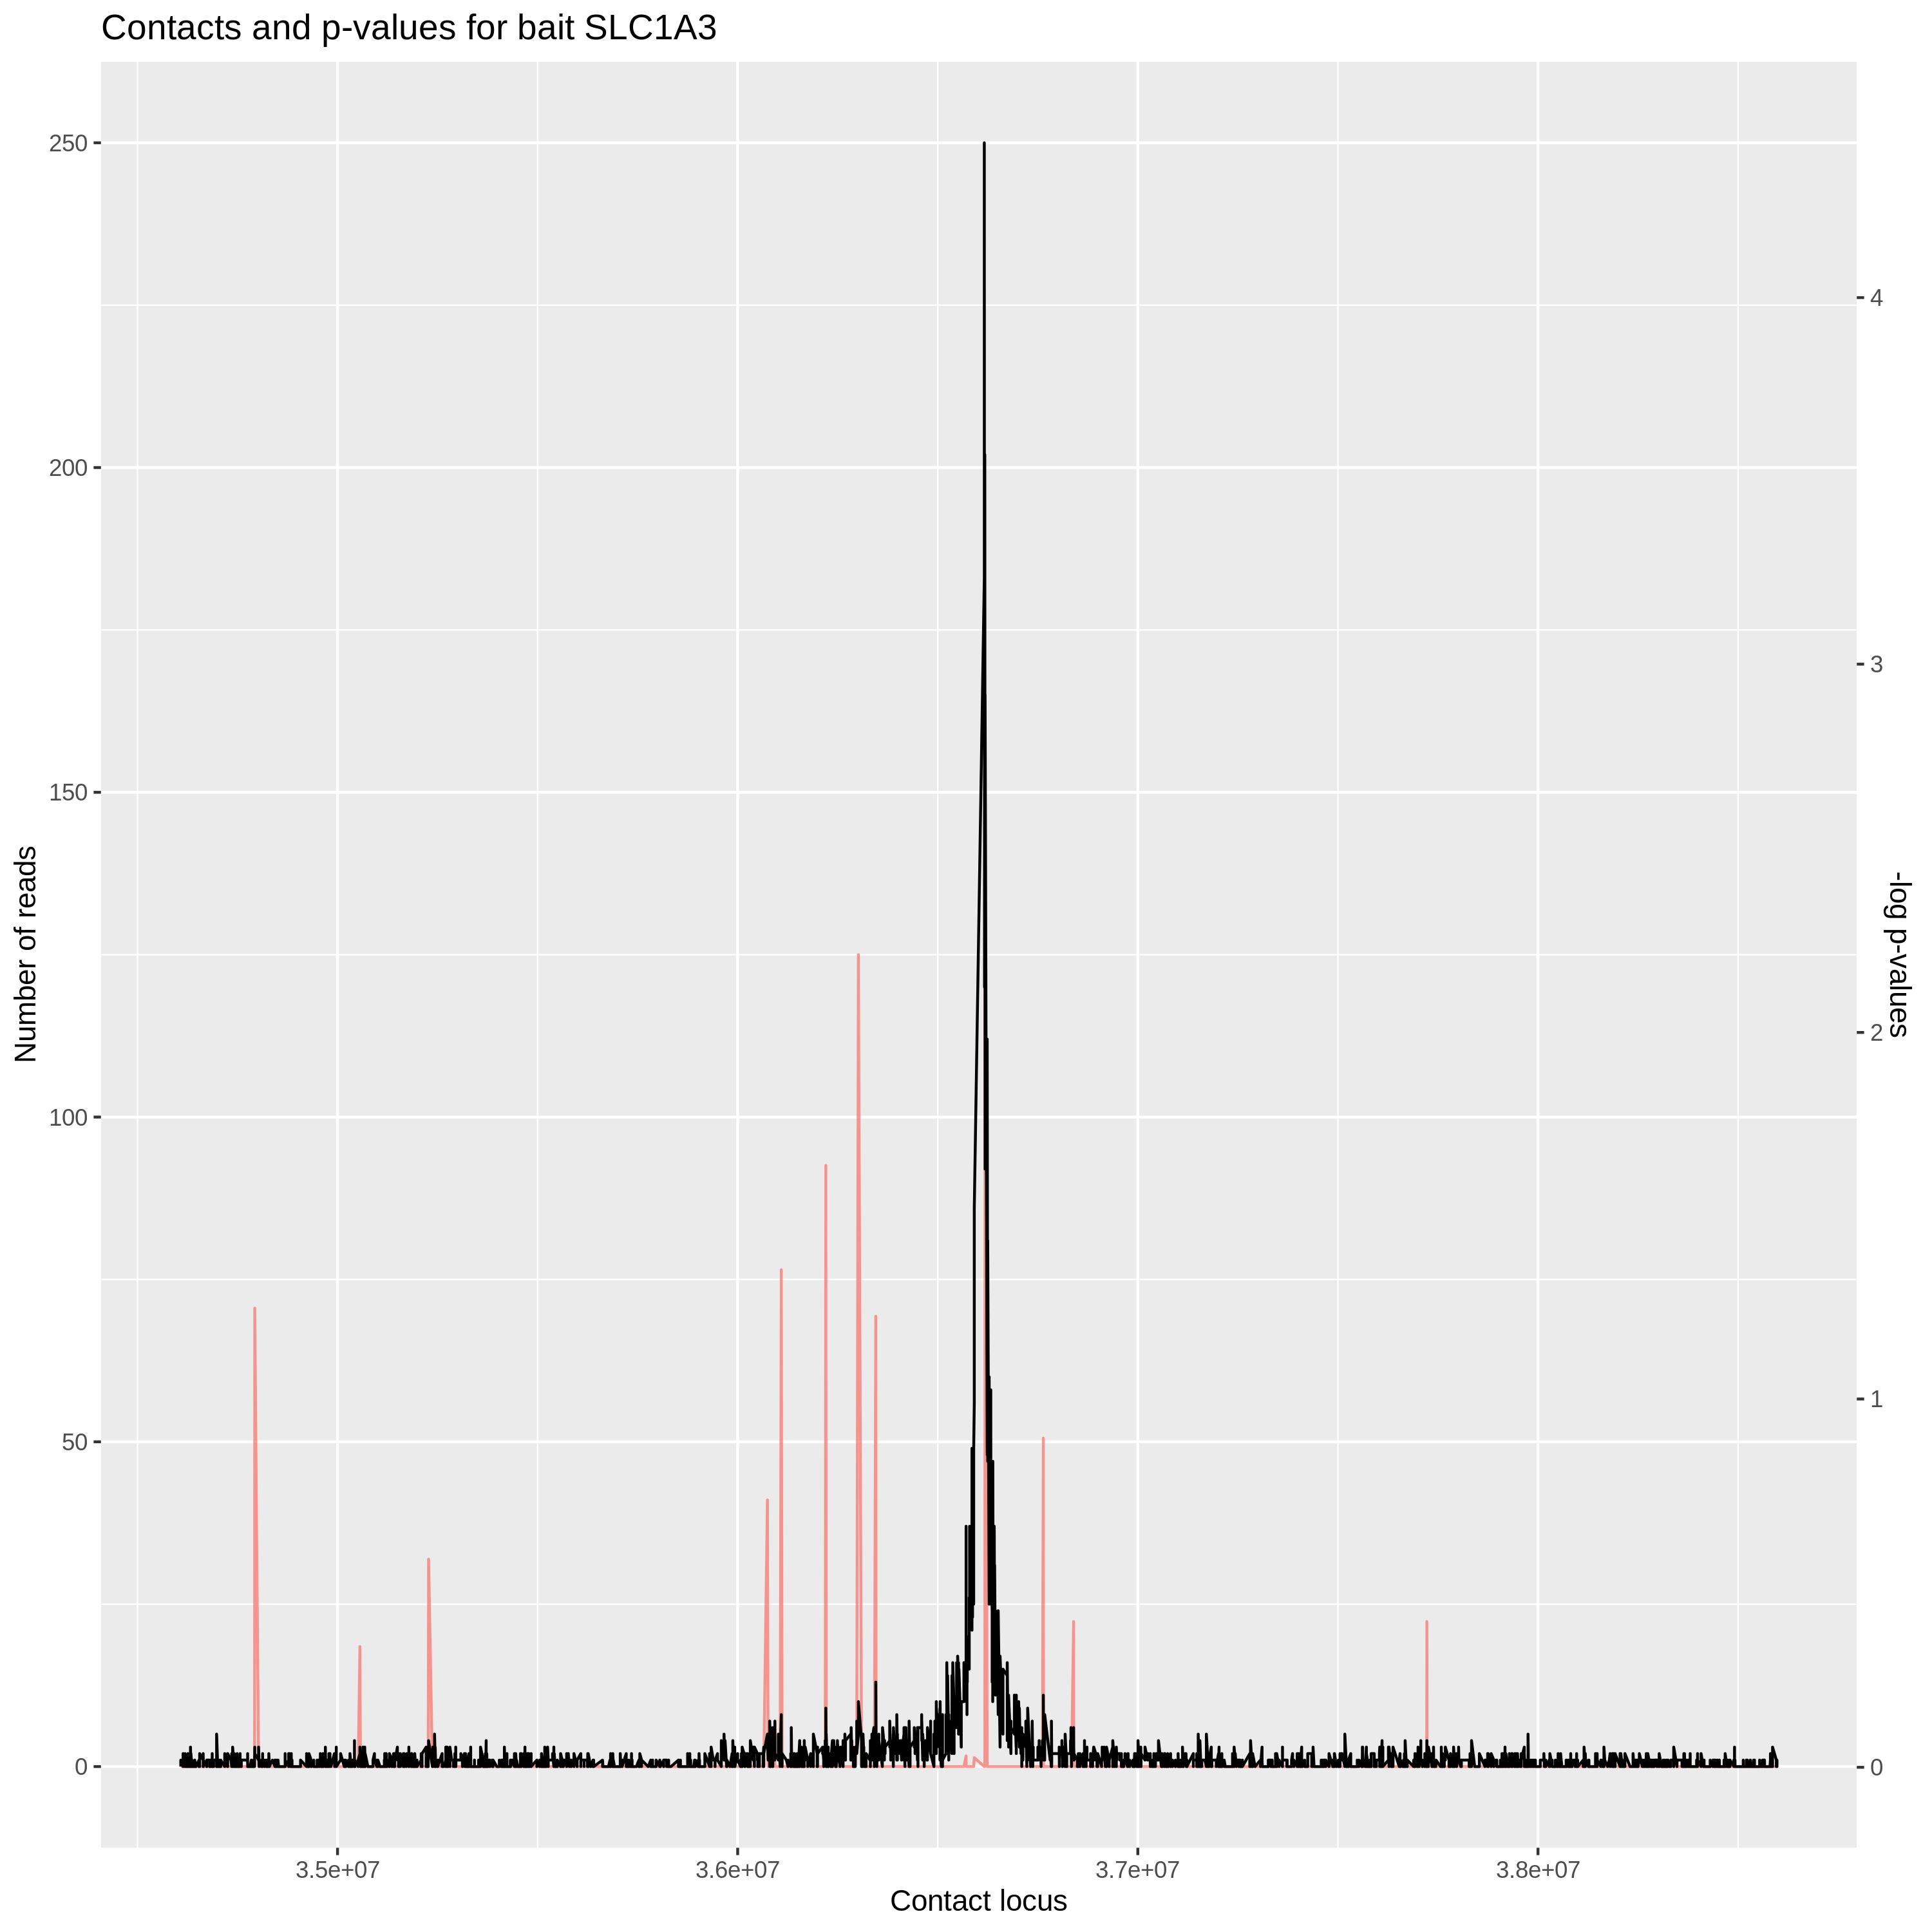 Contacts and p-values for bait SLC1A3
250
200
150
100
50
0
Number of reads
4
3
2
1
0
-log p-values
3.5e+07
3.6e+07
3.7e+07
3.8e+07
Contact locus